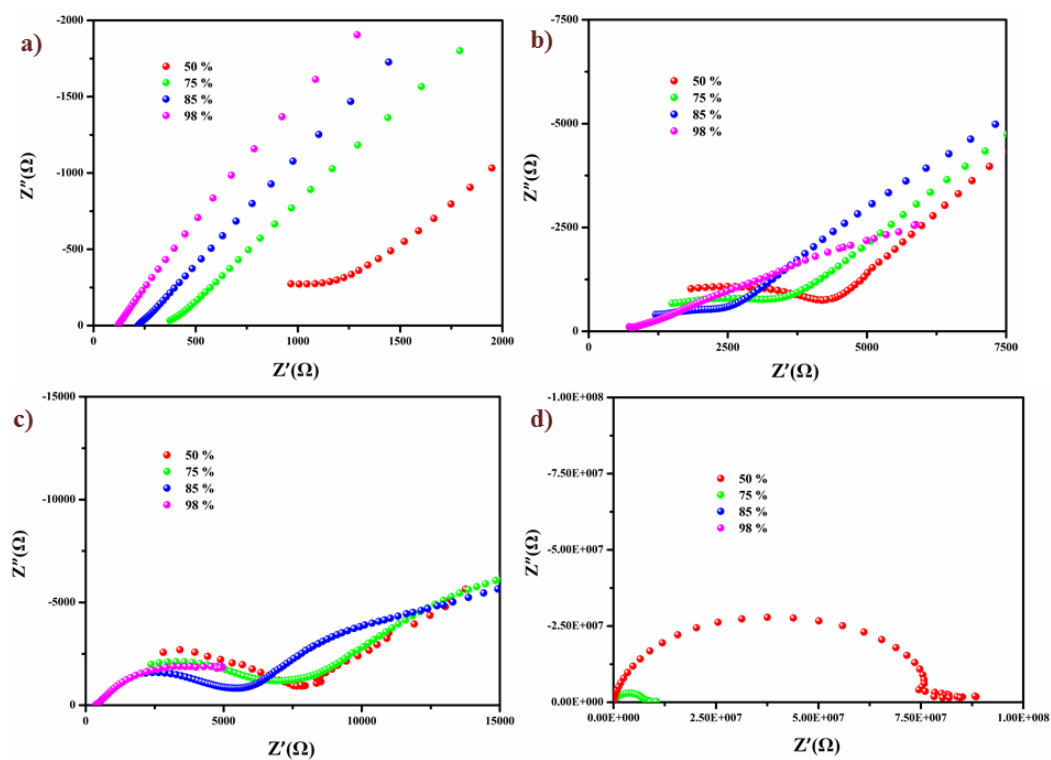 a)
-2000
-1500
-1000
-500
0
Z"(Ω)
50 %
75 %
85 %
98 %
0
500
1000
1500
2000
Z'(Ω)
b)
-7500
-5000
-2500
0
Z"(Ω)
50 %
75 %
85 %
98 %
0
2500
5000
7500
Z'(Ω)
c)
-15000
-10000
-5000
0
Z"(Ω)
50 %
75 %
85 %
98 %
0
5000
10000
15000
Z'(Ω)
d)
-1.00E+008
-7.50E+007
-5.00E+007
-2.50E+007
0.00E+000
Z"(Ω)
50 %
75 %
85 %
98 %
0.00E+000
2.50E+007
5.00E+007
7.50E+007
1.00E+008
Z'(Ω)